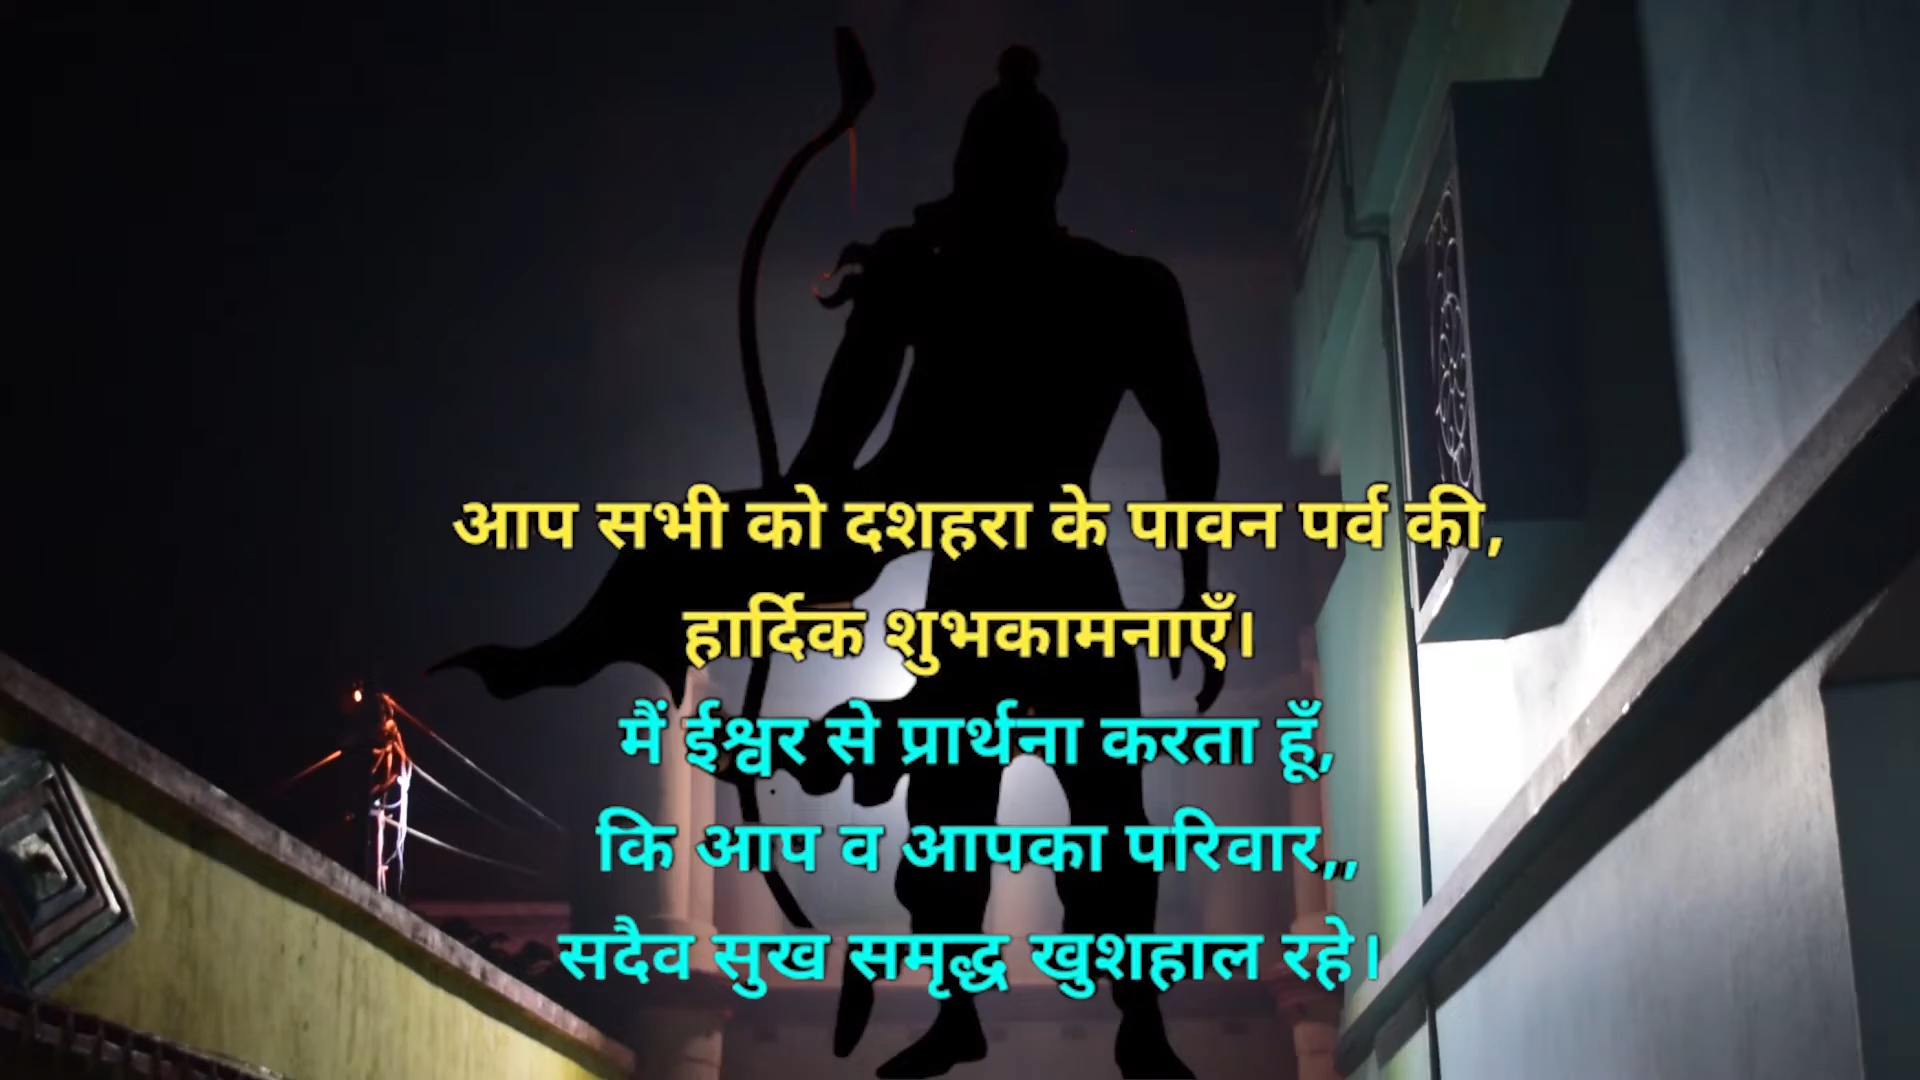 आप सभी को दशहरा के पावन पर्व की,
हार्दिक शुभकामनाएँ।
मैं ईश्वर से प्रार्थना करता हूँ,
कि आप व आपका परिवार,,
सदैव सुख समृद्ध खुशहाल रहे।